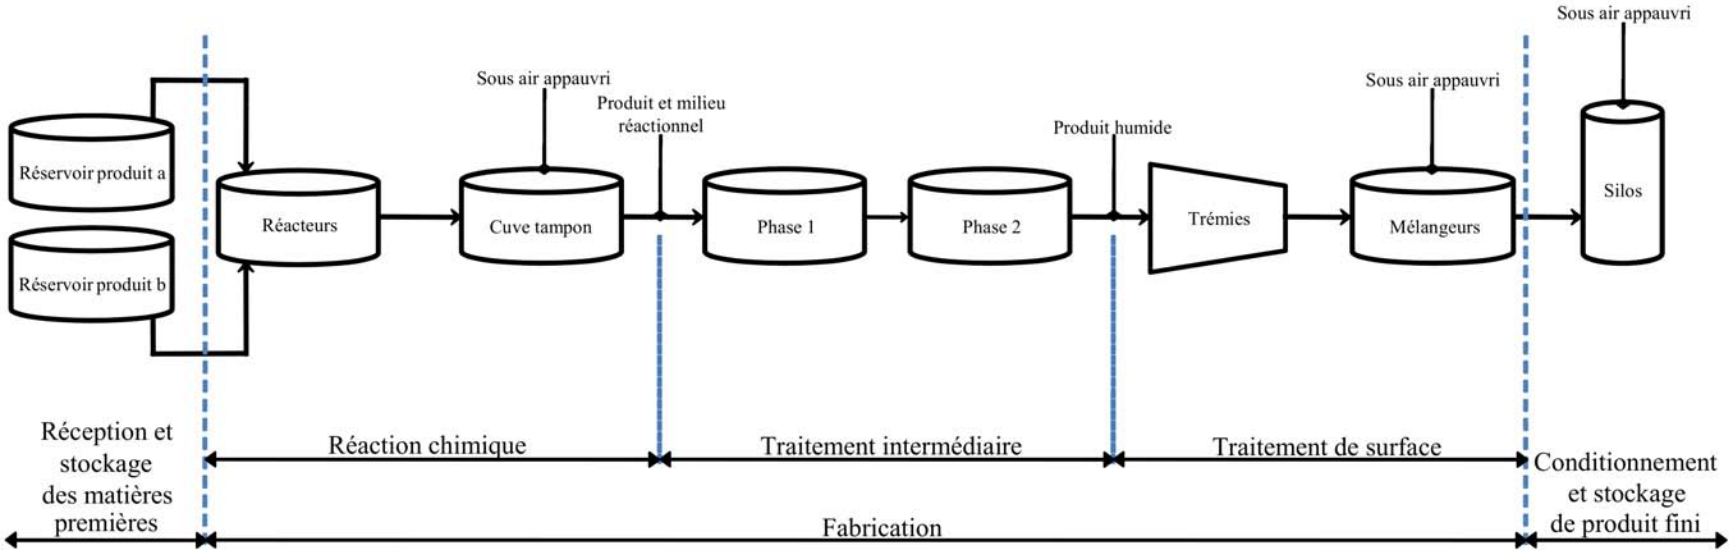 Sous air appauvri
Sous air appauvri
Sous air appauvri
Produit et milieu
réactionnel
Produit humide
Réservoir produit a
Réservoir produit b
Réacteurs
Cuve tampon
Phase 1
Phase 2
Trémies
Mélangeurs
Silos
Réception et
stockage
des matières
premières
Réaction chimique
Traitement intermédiaire
Traitement de surface
Conditionnement
et stockage
de produit fini
Fabrication